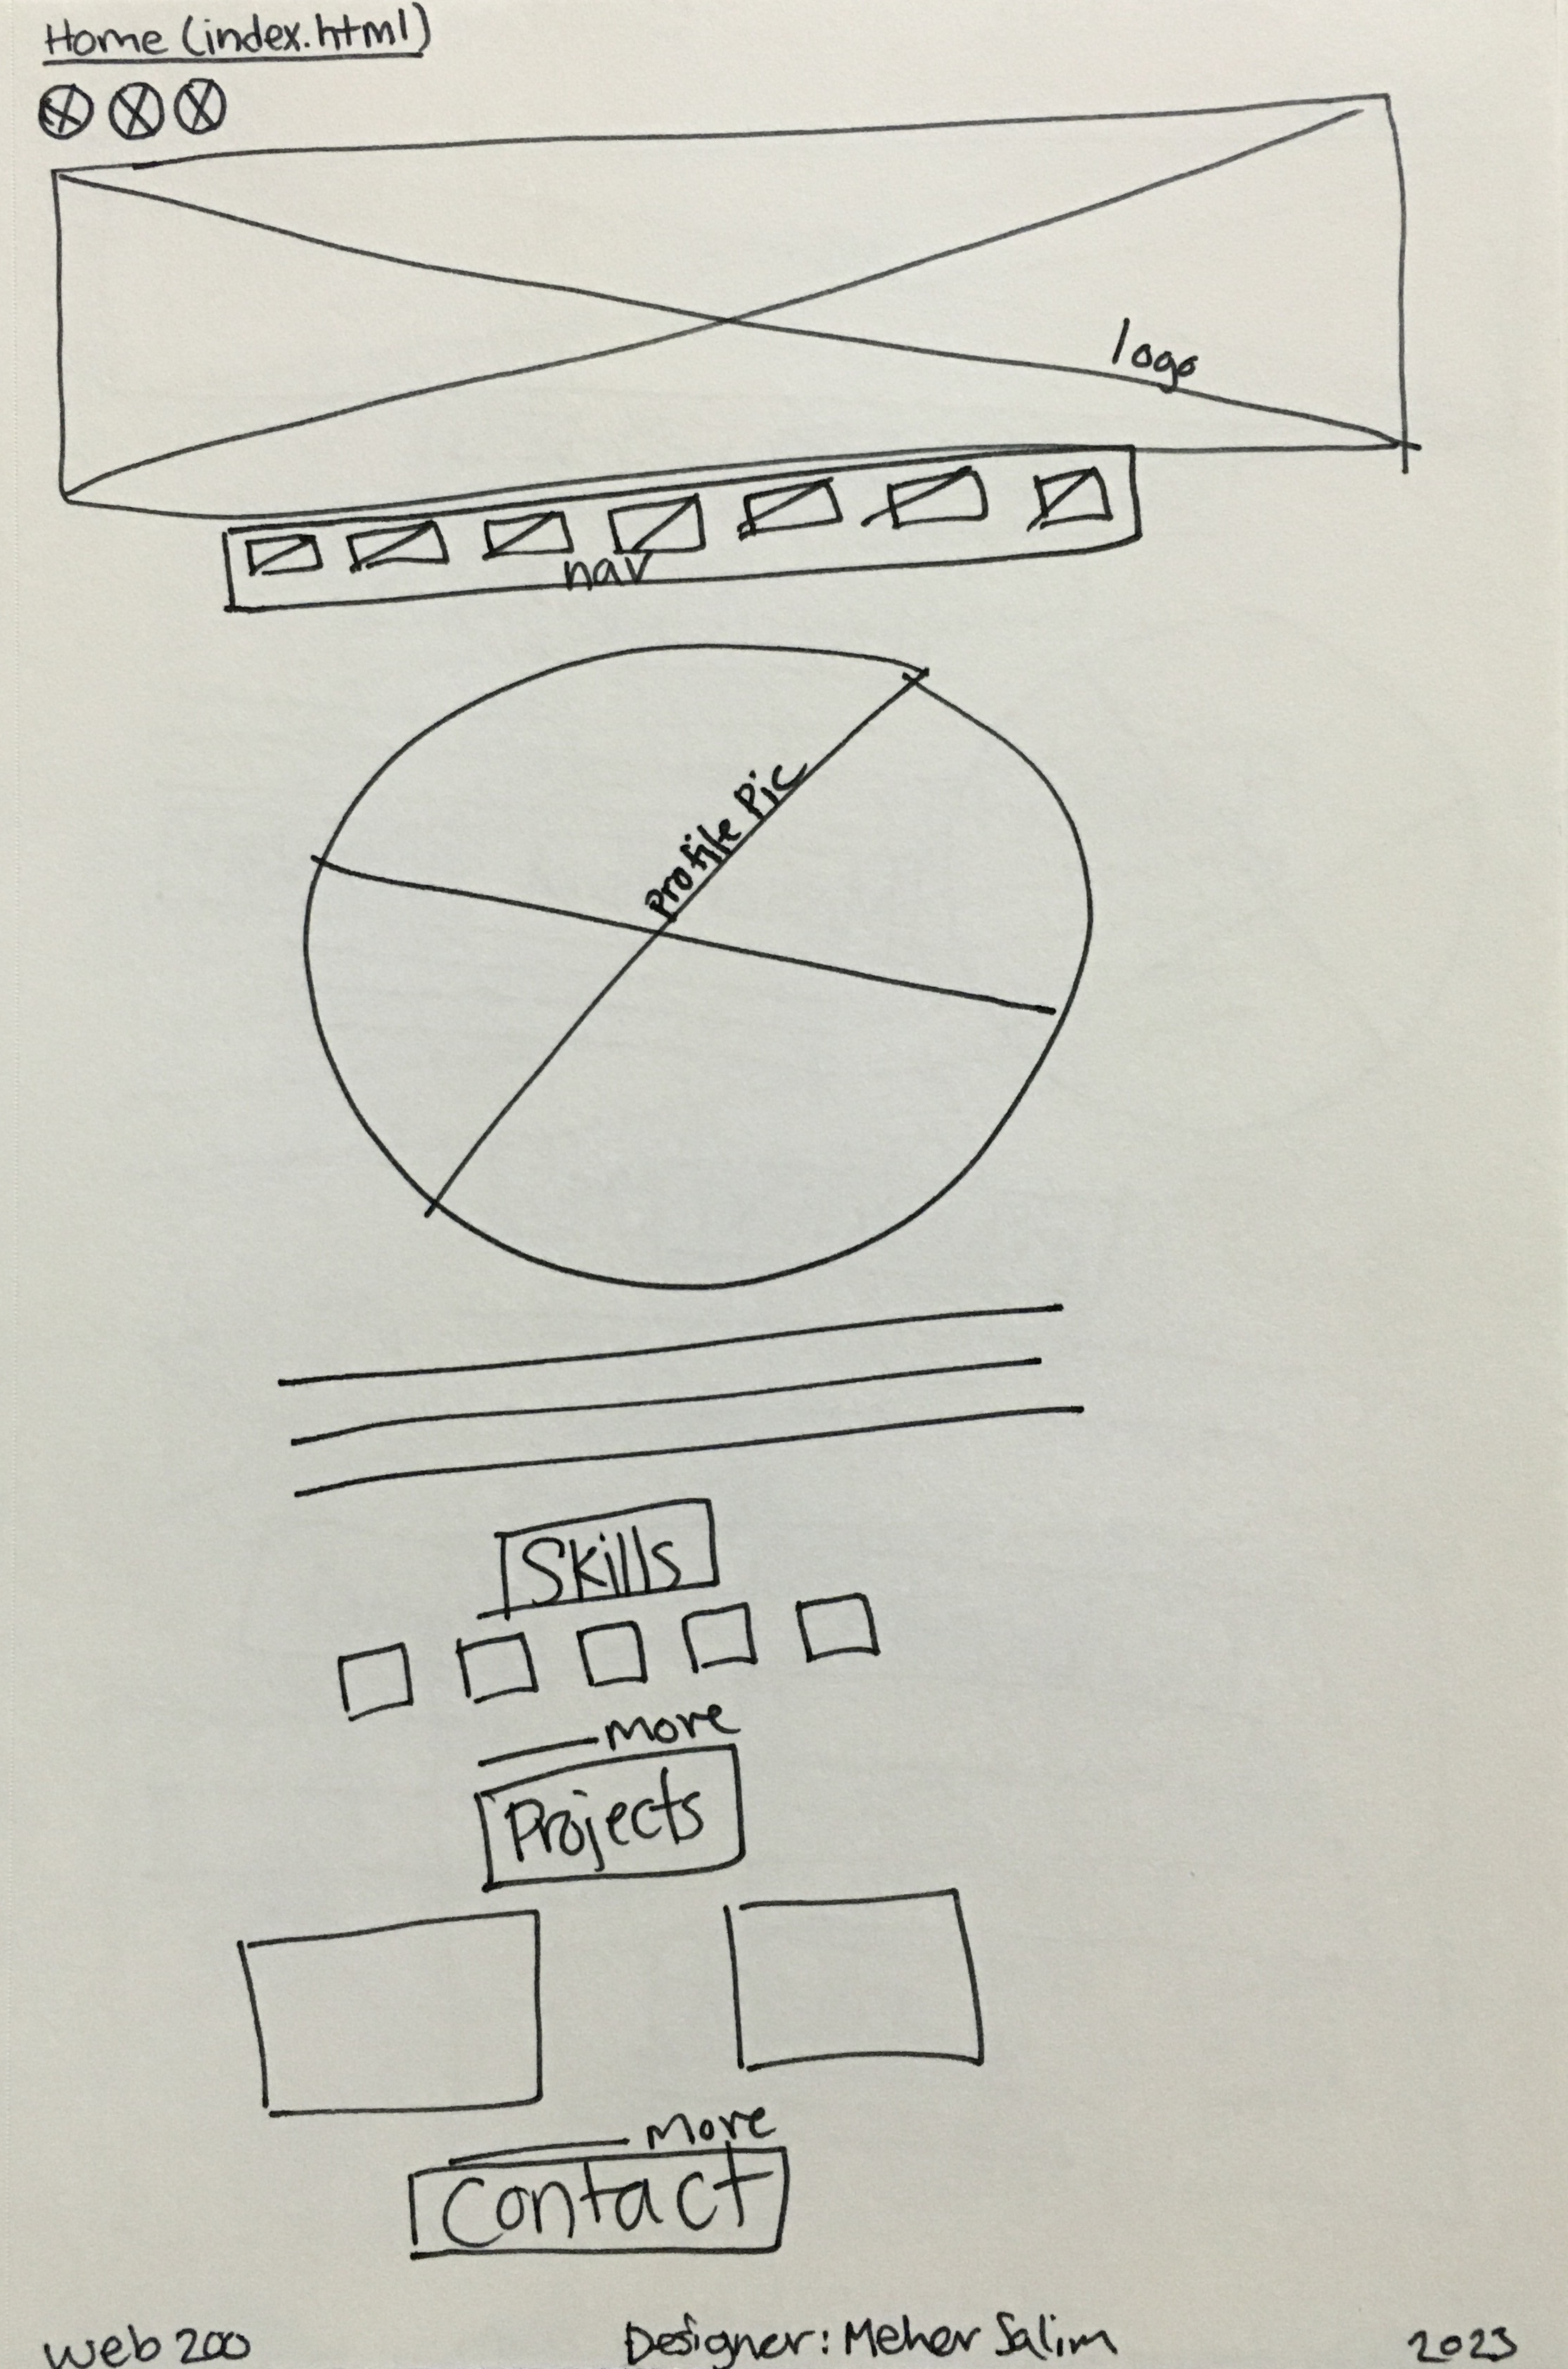 Home (index.html)
logo
nav
Profile Pic
Skills
more
Projects
More
Contact
Web 200 Designer: Meher Salim 2023